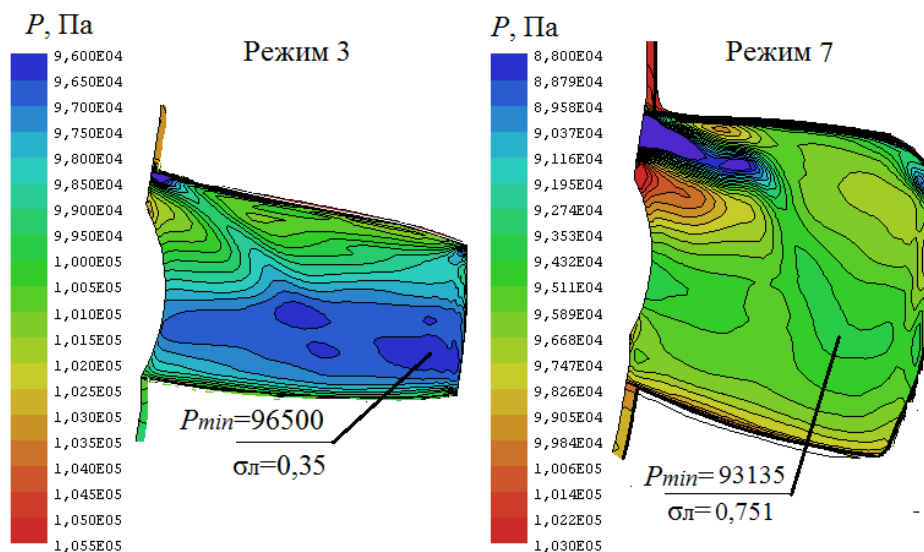 P, Па
Режим 3
9,600E04
9,650E04
9,700E04
9,750E04
9,800E04
9,850E04
9,900E04
9,950E04
1,000E05
1,005E05
1,010E05
1,015E05
1,020E05
1,025E05
1,030E05
1,035E05
1,040E05
1,045E05
1,050E05
1,055E05
Pmin=96500
σл=0,35
P, Па
Режим 7
8,800E04
8,879E04
8,958E04
9,037E04
9,116E04
9,195E04
9,274E04
9,353E04
9,432E04
9,511E04
9,589E04
9,668E04
9,747E04
9,826E04
9,905E04
9,984E04
1,006E05
1,014E05
1,022E05
1,030E05
Pmin=93135
σл=0,751